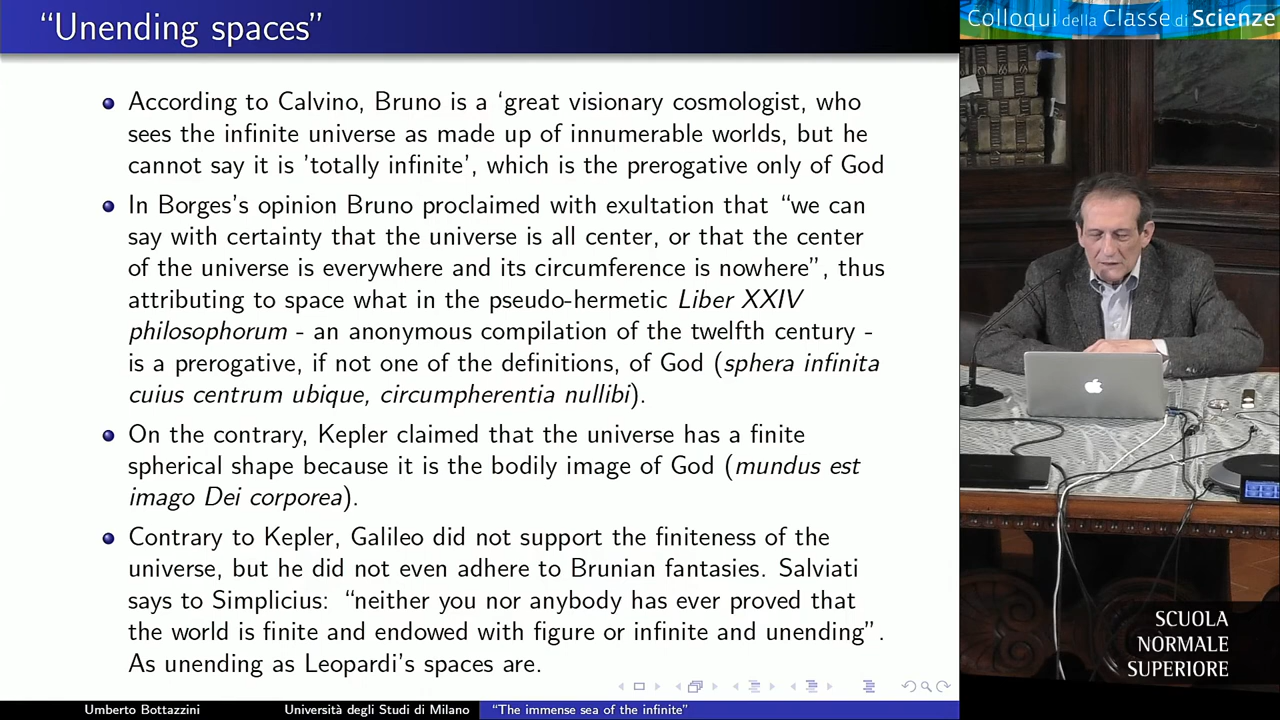 “Unending spaces”
According to Calvino, Bruno is a ‘great visionary cosmologist, who
sees the infinite universe as made up of innumerable worlds, but he
cannot say it is ’totally infinite’, which is the prerogative only of God
In Borges’s opinion Bruno proclaimed with exultation that “we can
say with certainty that the universe is all center, or that the center
of the universe is everywhere and its circumference is nowhere”, thus
attributing to space what in the pseudo-hermetic Liber XXIV
philosophorum - an anonymous compilation of the twelfth century -
is a prerogative, if not one of the definitions, of God (sphera infinita
cuius centrum ubique, circumpherentia nullibi).
On the contrary, Kepler claimed that the universe has a finite
spherical shape because it is the bodily image of God (mundus est
imago Dei corporea).
Contrary to Kepler, Galileo did not support the finiteness of the
universe, but he did not even adhere to Brunian fantasies. Salviati
says to Simplicius: “neither you nor anybody has ever proved that
the world is finite and endowed with figure or infinite and unending”.
As unending as Leopardi’s spaces are.
Umberto Bottazzini
Università degli Studi di Milano
“The immense sea of the infinite”
Colloqui della Classe di Scienze
SCUOLA
NORMALE
SUPERIORE